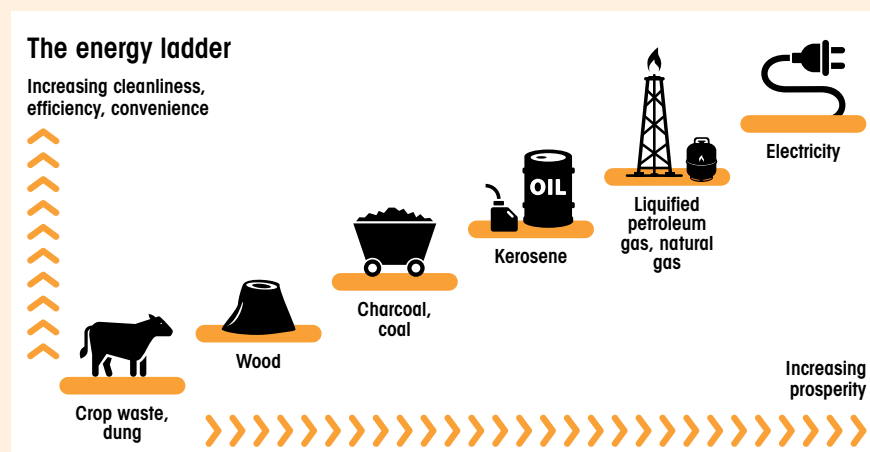 The energy ladder
Increasing cleanliness,
efficiency, convenience
Crop waste,
dung
Wood
Charcoal,
coal
OIL
Kerosene
Liquified
petroleum
gas, natural
gas
Electricity
Increasing
prosperity